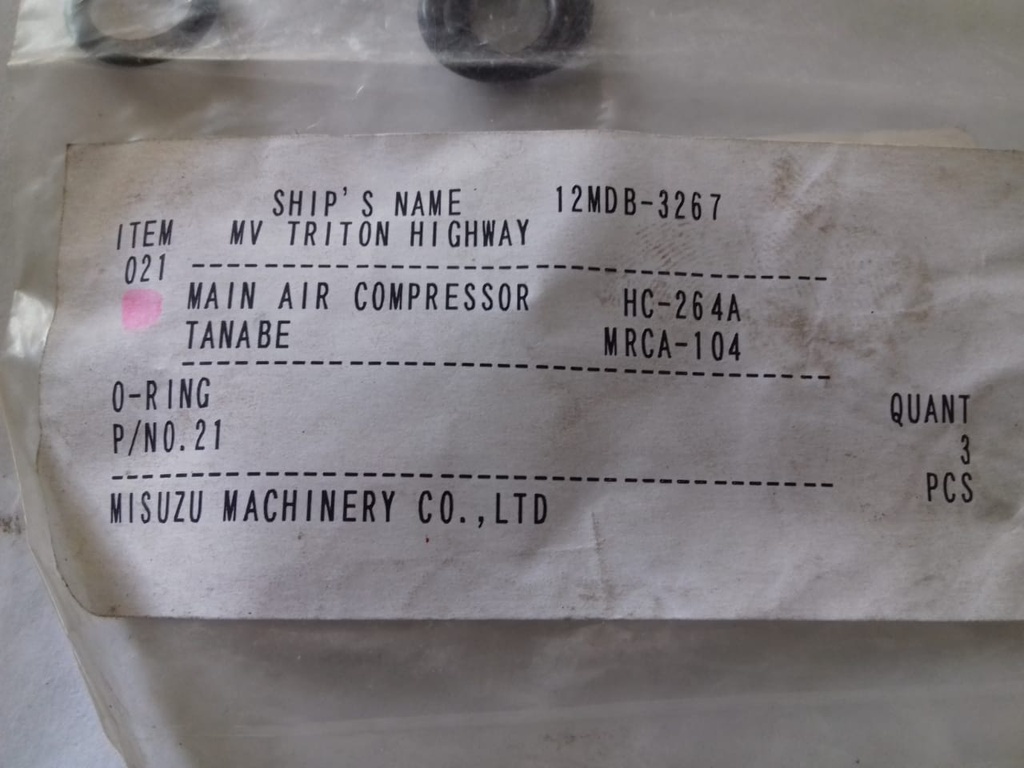 SHIP'S NAME 12MDB-3267
ITEM MV TRITON HIGHWAY
021
MAIN AIR COMPRESSOR HC-264A
TANABE MRCA-104
O-RING QUANT
P/NO.21 3
PCS
MISUZU MACHINERY CO.,LTD